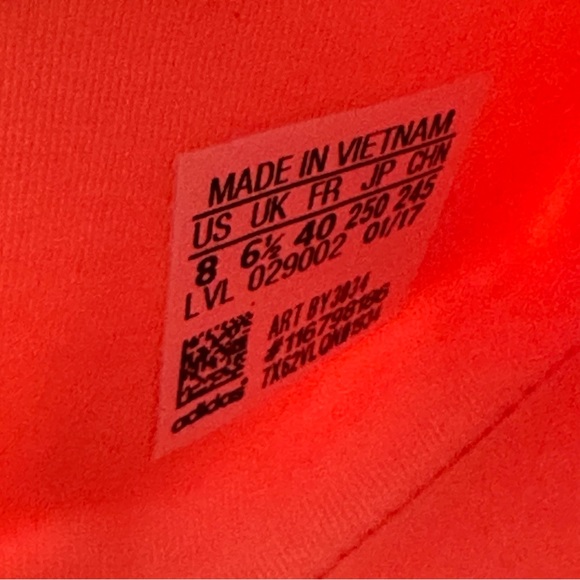 MADE IN VIETNAM
US UK FR JP CHN
8 6½ 40 250 245
LVL 029002 01/17
ART BY3034
#116798186
adidas